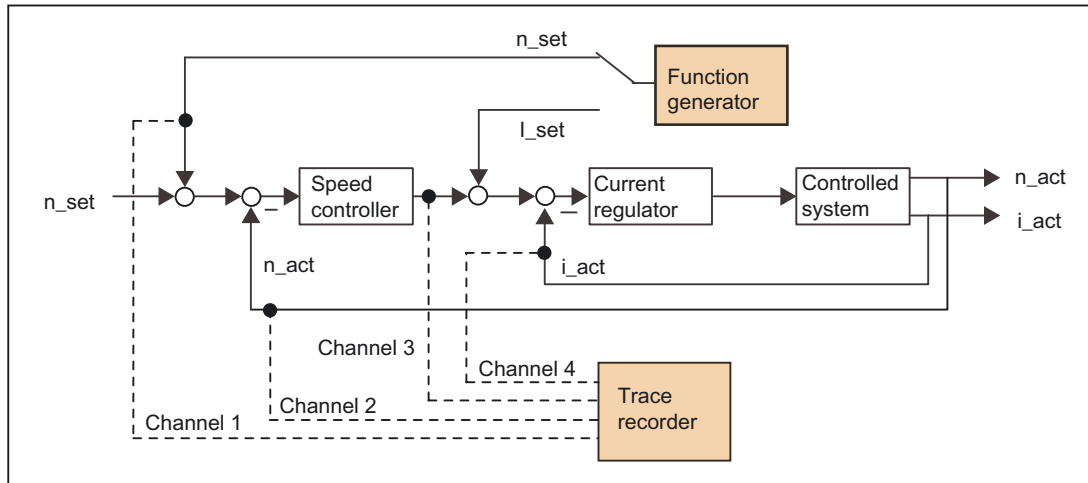 n_set
Function
generator
I_set
n_set
Speed
controller
Current
regulator
Controlled
system
n_act
i_act
n_act
i_act
Channel 3
Channel 4
Channel 2
Channel 1
Trace
recorder